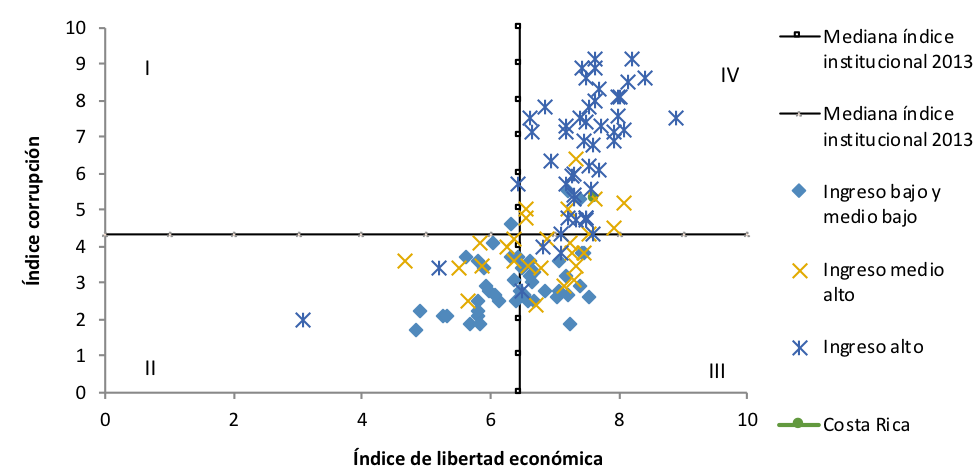 10
9
8
7
6
5
4
3
2
1
0
0
2
4
6
8
10
I
IV
II
III
Índice corrupción
Índice de libertad económica
Mediana índice
institucional 2013
Mediana índice
institucional 2013
Ingreso bajo y
medio bajo
Ingreso medio
alto
Ingreso alto
Costa Rica